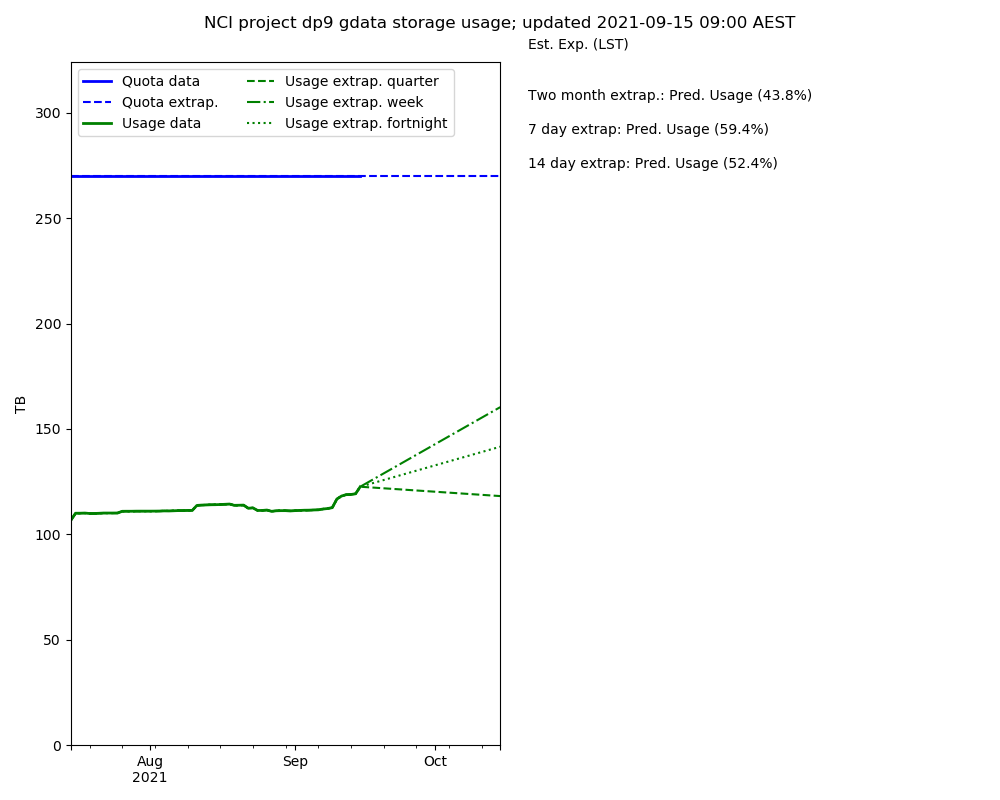 NCI project dp9 gdata storage usage; updated 2021-09-15 09:00 AEST
Est. Exp. (LST)
Two month extrap.: Pred. Usage (43.8%)
7 day extrap: Pred. Usage (59.4%)
14 day extrap: Pred. Usage (52.4%)
Quota data
Quota extrap.
Usage data
Usage extrap. quarter
Usage extrap. week
Usage extrap. fortnight
TB
300
250
200
150
100
50
0
Aug
2021
Sep
Oct